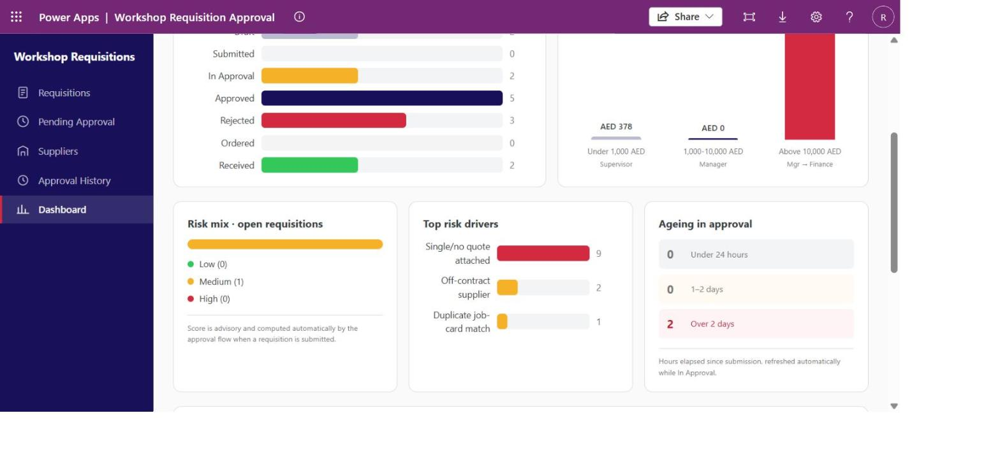 Power Apps | Workshop Requisition Approval
Share
R
Workshop Requisitions
Requisitions
Pending Approval
Suppliers
Approval History
Dashboard
Draft 2
Submitted 0
In Approval 2
Approved 5
Rejected 3
Ordered 0
Received 2
AED 378
AED 0
Under 1,000 AED
Supervisor
1,000-10,000 AED
Manager
Above 10,000 AED
Mgr → Finance
Risk mix · open requisitions
Low (0)
Medium (1)
High (0)
Score is advisory and computed automatically by the
approval flow when a requisition is submitted.
Top risk drivers
Single/no quote
attached
9
Off-contract
supplier
2
Duplicate job-
card match
1
Ageing in approval
0 Under 24 hours
0 1–2 days
2 Over 2 days
Hours elapsed since submission, refreshed automatically
while In Approval.